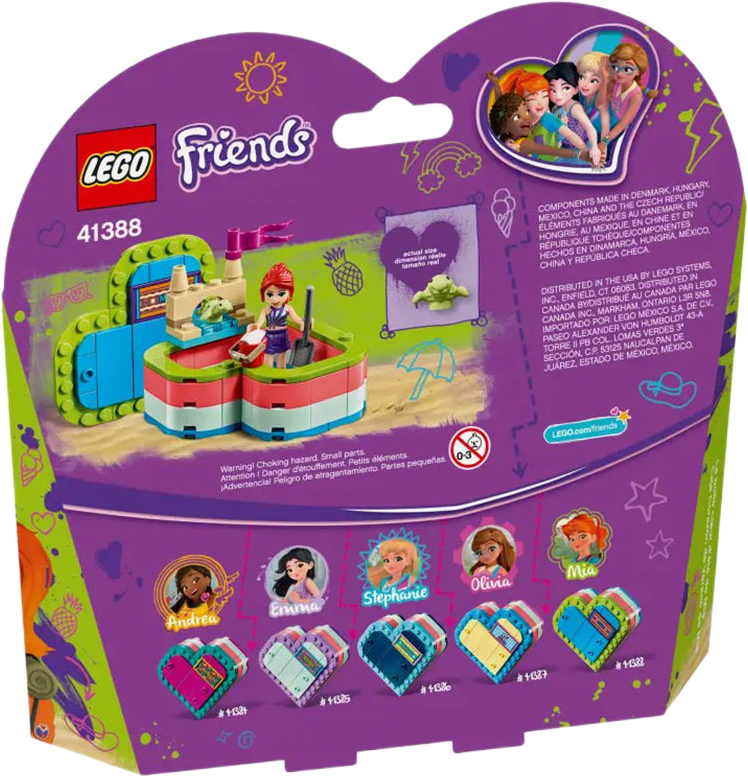 LEGO
Friends
41388
actual size
dimension réelle
tamaño real
COMPONENTS MADE IN DENMARK, HUNGARY,
MEXICO, CHINA AND THE CZECH REPUBLIC/
ÉLÉMENTS FABRIQUÉS AU DANEMARK, EN
HONGRIE, AU MEXIQUE, EN CHINE ET EN
RÉPUBLIQUE TCHÈQUE/COMPONENTES
HECHOS EN DINAMARCA, HUNGRÍA, MÉXICO,
CHINA Y REPÚBLICA CHECA.
DISTRIBUTED IN THE USA BY LEGO SYSTEMS,
INC., ENFIELD, CT 06083. DISTRIBUTED IN
CANADA BY/DISTRIBUÉ AU CANADA PAR LEGO
CANADA INC., MARKHAM, ONTARIO L3R 5N8.
IMPORTADO POR: LEGO MÉXICO S.A. DE C.V.
PASEO ALEXANDER VON HUMBOLDT 43-A
TORRE II PB COL. LOMAS VERDES 3ª
SECCIÓN, C.P. 53125 NAUCALPAN DE
JUÁREZ, ESTADO DE MÉXICO, MÉXICO.
LEGO.com/friends
Warning! Choking hazard. Small parts.
Attention ! Danger d'étouffement. Petits éléments.
¡Advertencia! Peligro de atragantamiento. Partes pequeñas.
0-3
Andrea
Emma
Stephanie
Olivia
Mia
#41384
#41385
#41386
#41387
#41388